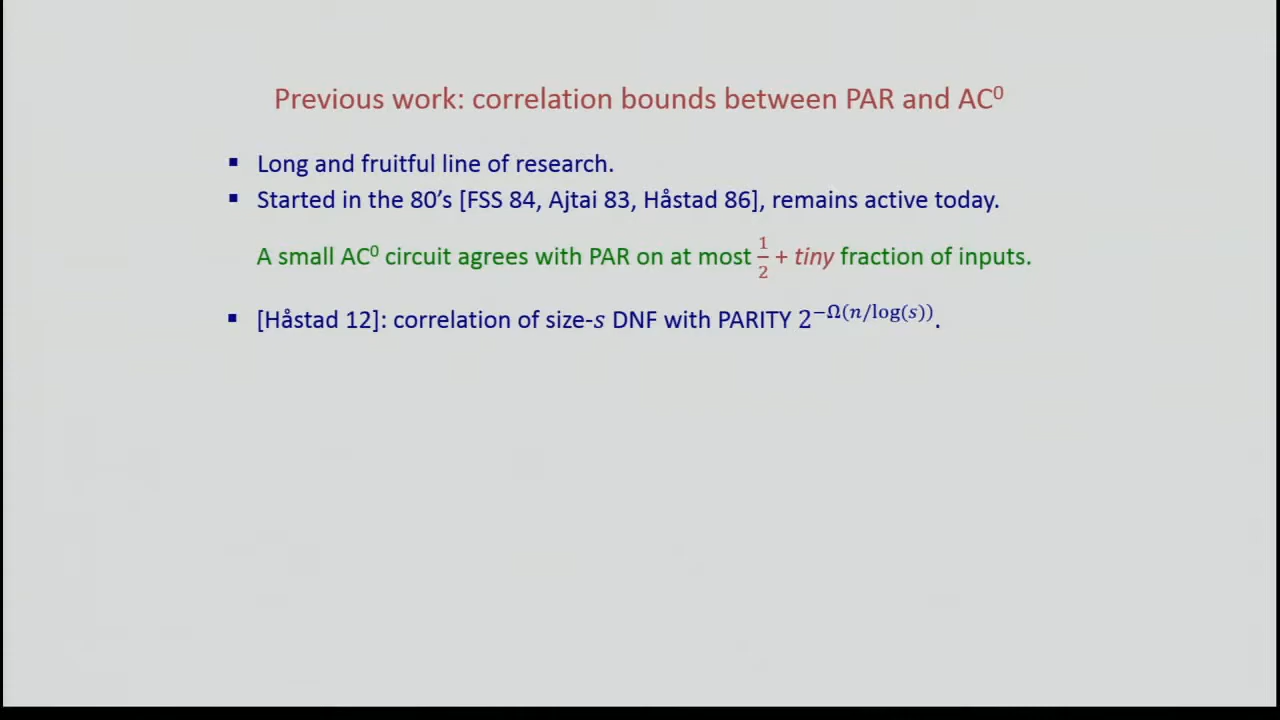 Previous work: correlation bounds between PAR and AC⁰
▪ Long and fruitful line of research.
▪ Started in the 80’s [FSS 84, Ajtai 83, Håstad 86], remains active today.
A small AC⁰ circuit agrees with PAR on at most 1/2 + tiny fraction of inputs.
▪ [Håstad 12]: correlation of size-s DNF with PARITY 2^{−Ω(n/log(s))}.